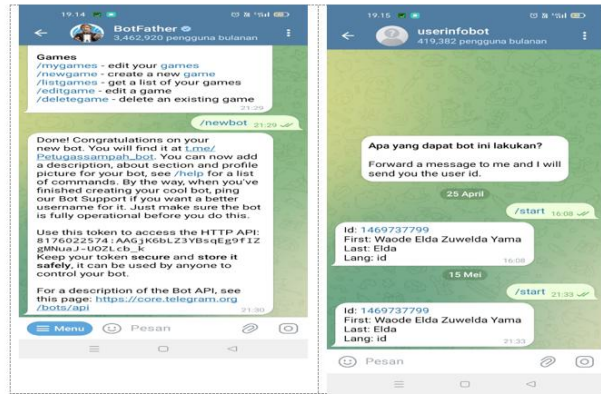 19.14
BotFather
3,462,920 pengguna bulanan
Games
/mygames - edit your games
/newgame - create a new game
/listgames - get a list of your games
/editgame - edit a game
/deletegame - delete an existing game
21:29
/newbot 21:29
Done! Congratulations on your
new bot. You will find it at t.me/
Petugassampah_bot. You can now add
a description, about section and profile
picture for your bot, see /help for a list
of commands. By the way, when you've
finished creating your cool bot, ping
our Bot Support if you want a better
username for it. Just make sure the bot
is fully operational before you do this.
Use this token to access the HTTP API:
8176022574:AAGjK6bLZ3YBsqEg9fIZ
gMNuaJ-UOZLcb_k
Keep your token secure and store it
safely, it can be used by anyone to
control your bot.
For a description of the Bot API, see
this page: https://core.telegram.org
/bots/api
21:30
Menu
Pesan
19.15
userinfobot
419,382 pengguna bulanan
Apa yang dapat bot ini lakukan?
Forward a message to me and I will
send you the user id.
25 April
/start 16:08
Id: 1469737799
First: Waode Elda Zuwelda Yama
Last: Elda
Lang: id
16:08
15 Mei
/start 21:33
Id: 1469737799
First: Waode Elda Zuwelda Yama
Last: Elda
Lang: id
21:33
Pesan